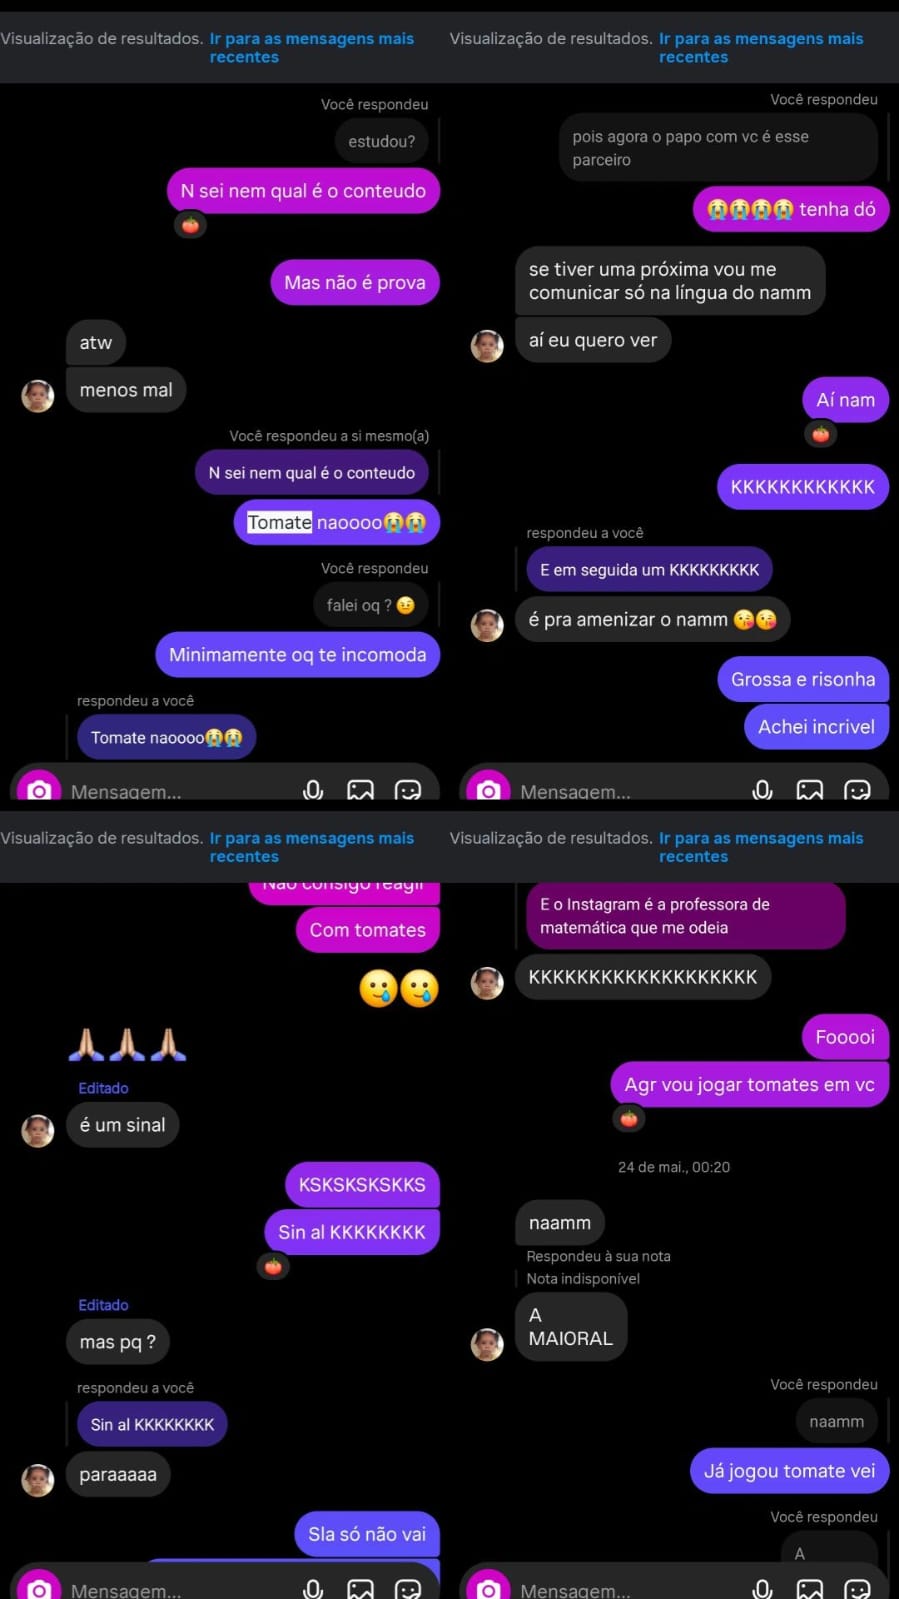 Visualização de resultados. Ir para as mensagens mais
recentes
Você respondeu
estudou?
N sei nem qual é o conteudo
🍅
Mas não é prova
atw
menos mal
Você respondeu a si mesmo(a)
N sei nem qual é o conteudo
Tomate naoooo😭😭
Você respondeu
falei oq ? 🤨
Minimamente oq te incomoda
respondeu a você
Tomate naoooo😭😭
Mensagem...
Visualização de resultados. Ir para as mensagens mais
recentes
Você respondeu
pois agora o papo com vc é esse
parceiro
😭😭😭😭 tenha dó
se tiver uma próxima vou me
comunicar só na língua do namm
aí eu quero ver
Aí nam
🍅
KKKKKKKKKKKK
respondeu a você
E em seguida um KKKKKKKKK
é pra amenizar o namm 😘😘
Grossa e risonha
Achei incrivel
Mensagem...
Visualização de resultados. Ir para as mensagens mais
recentes
Não consigo reagir
Com tomates
🥲🥲
🙏🏼🙏🏼🙏🏼
Editado
é um sinal
KSKSKSKSKKS
Sin al KKKKKKKK
🍅
Editado
mas pq ?
respondeu a você
Sin al KKKKKKKK
paraaaaa
Sla só não vai
Mensagem...
Visualização de resultados. Ir para as mensagens mais
recentes
E o Instagram é a professora de
matemática que me odeia
KKKKKKKKKKKKKKKKKKK
Fooooi
Agr vou jogar tomates em vc
🍅
24 de mai., 00:20
naamm
Respondeu à sua nota
Nota indisponível
A
MAIORAL
Você respondeu
naamm
Já jogou tomate vei
Você respondeu
A
Mensagem...